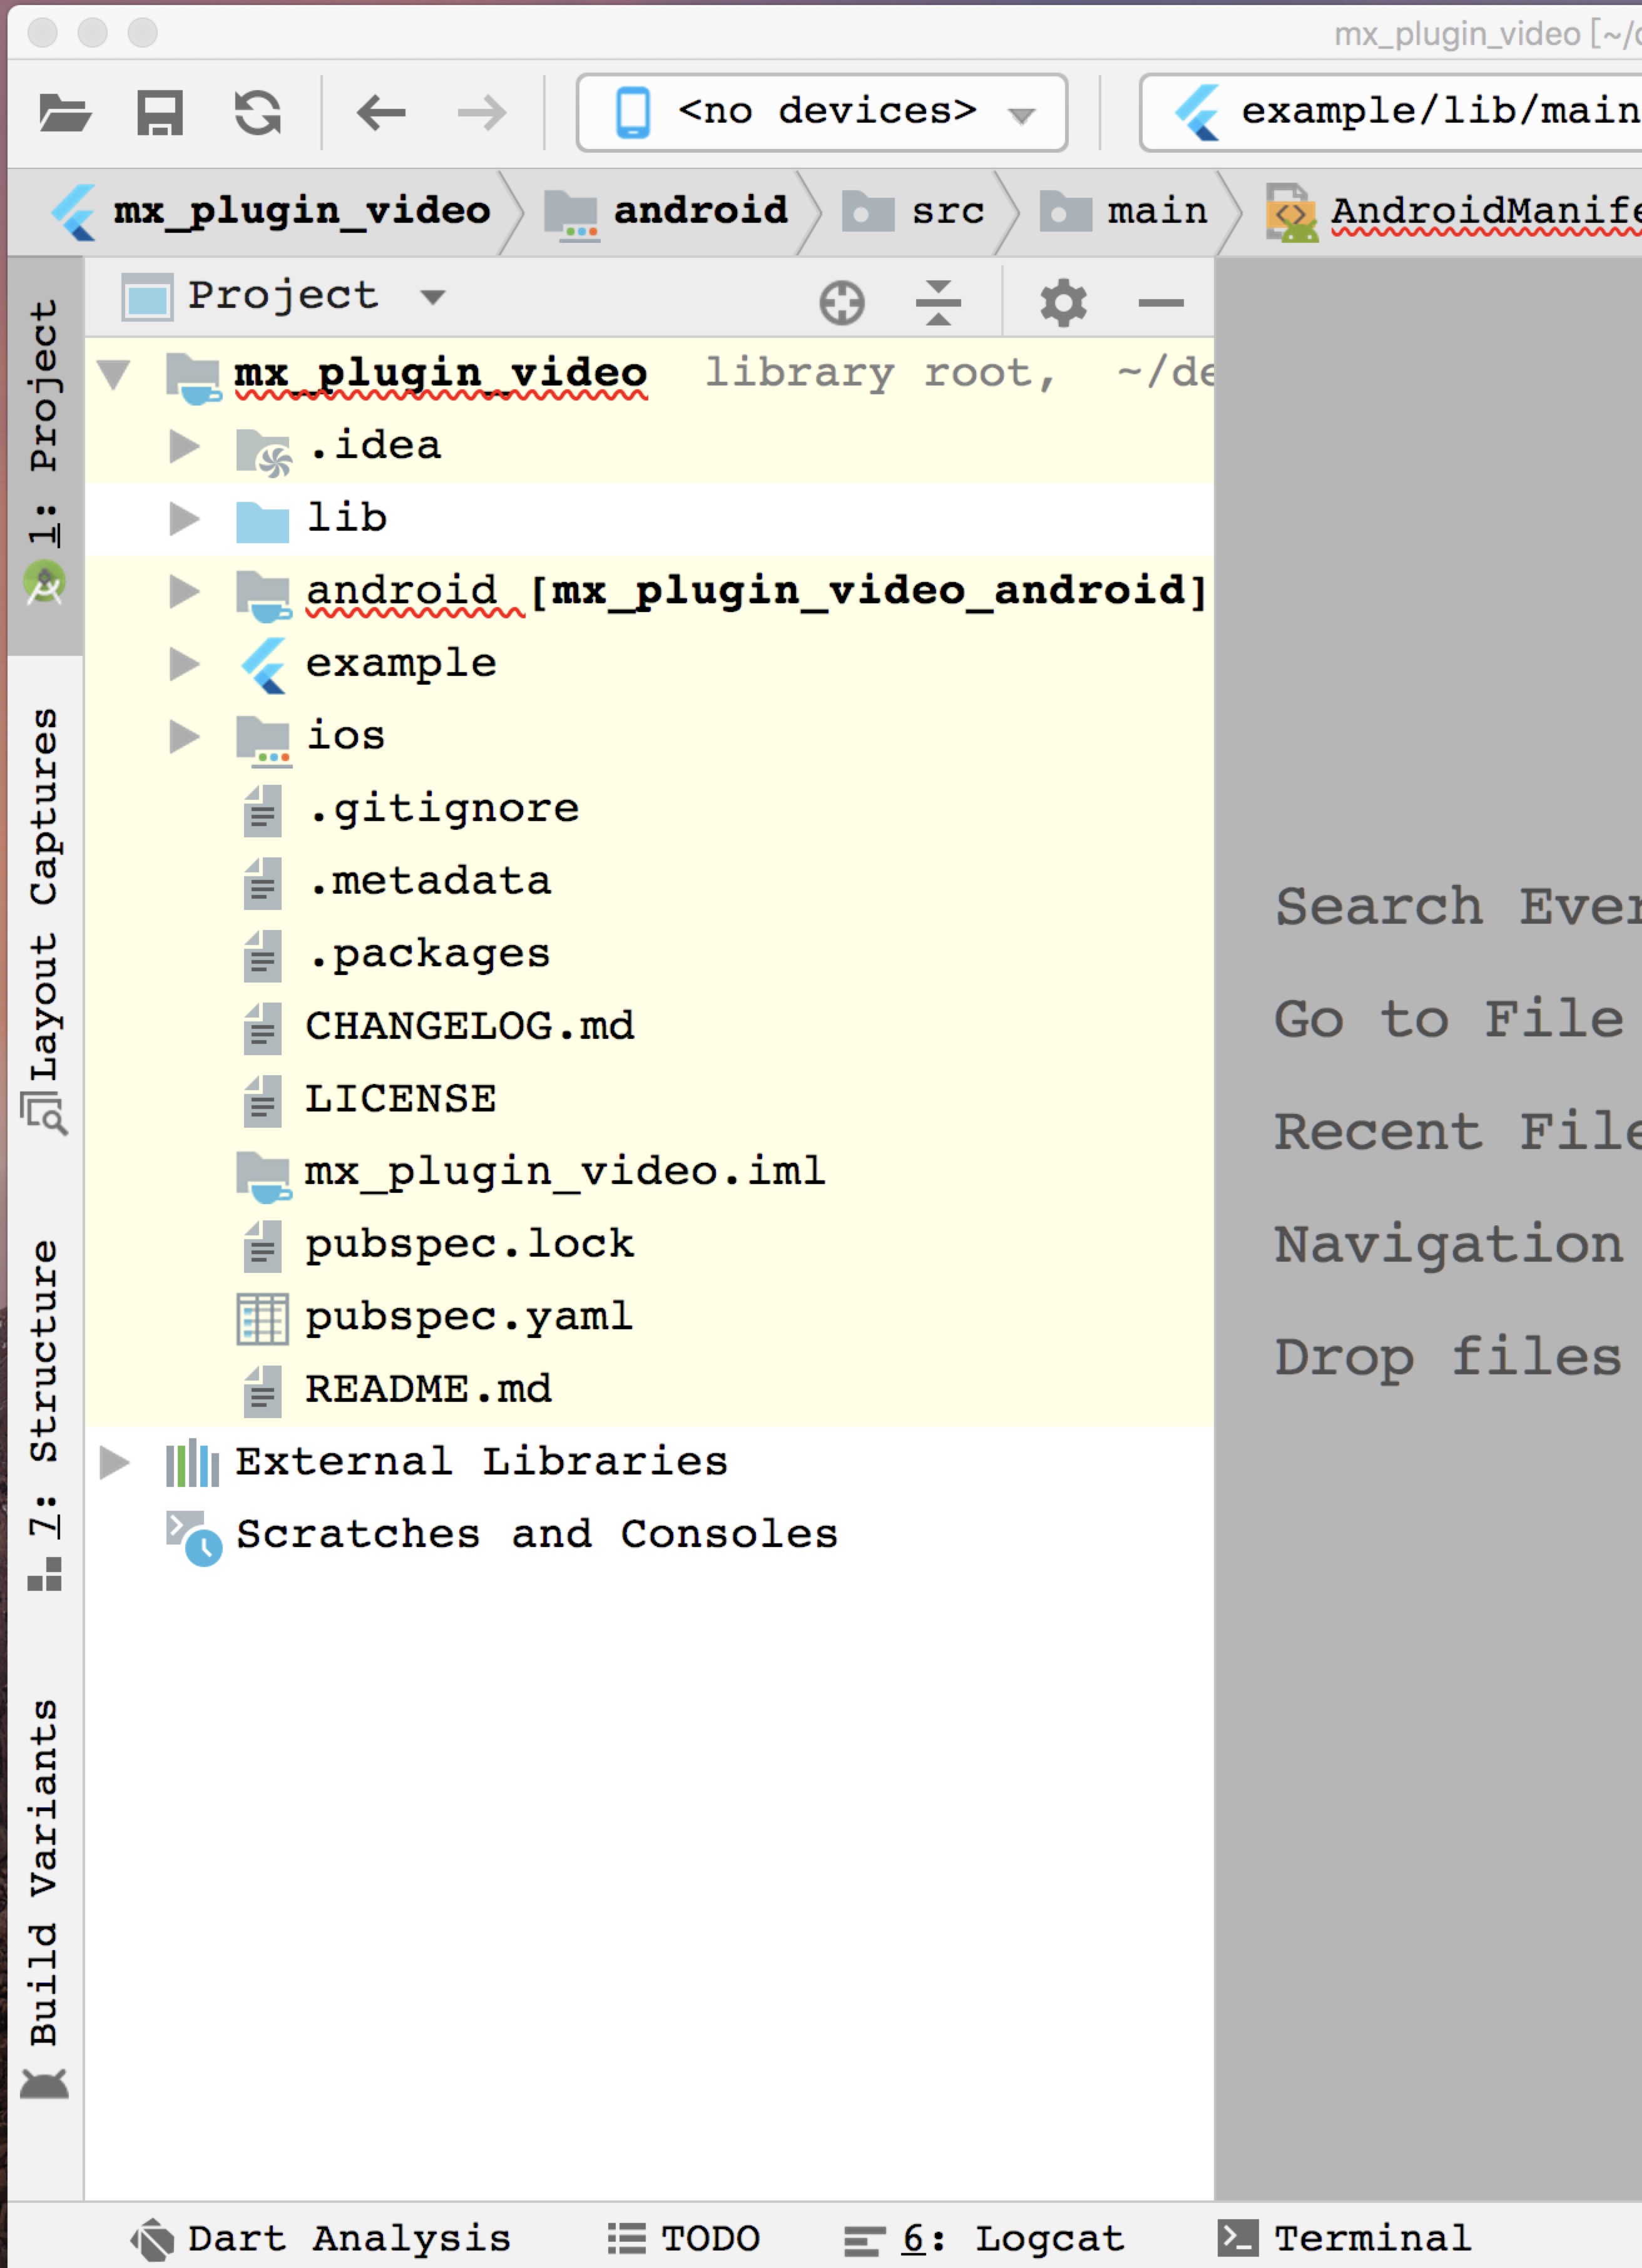 mx_plugin_video [~/
<no devices>
example/lib/main
mx_plugin_video
android
src
main
AndroidManife
Project
1: Project
Layout Captures
7: Structure
Build Variants
mx_plugin_video library root, ~/de
.idea
lib
android [mx_plugin_video_android]
example
ios
.gitignore
.metadata
.packages
CHANGELOG.md
LICENSE
mx_plugin_video.iml
pubspec.lock
pubspec.yaml
README.md
External Libraries
Scratches and Consoles
Search Ever
Go to File
Recent File
Navigation
Drop files
Dart Analysis
TODO
6: Logcat
Terminal